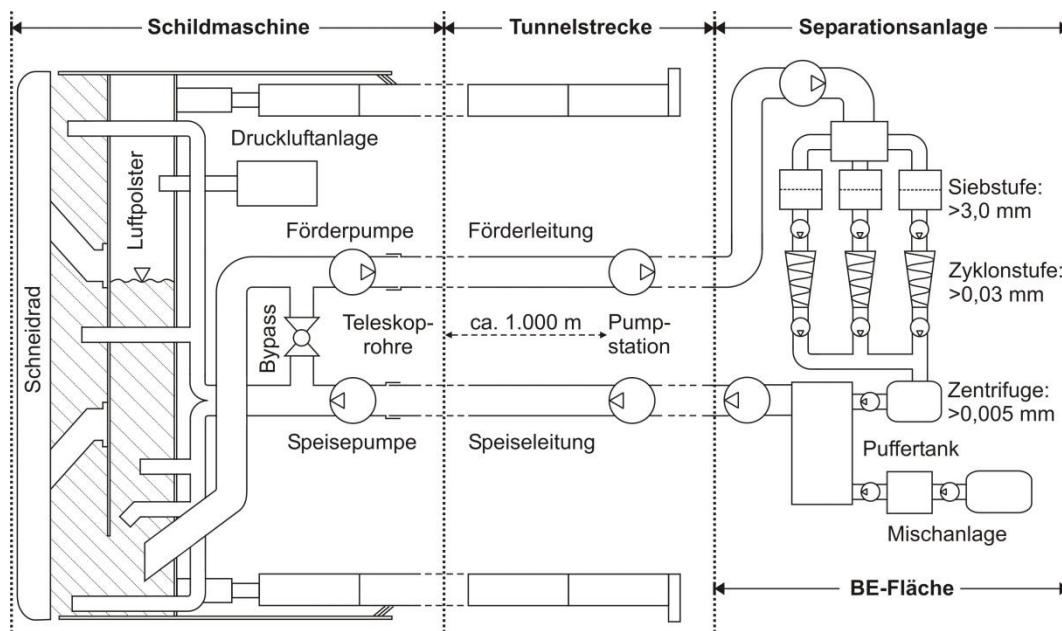 Schildmaschine
Tunnelstrecke
Separationsanlage
Schneidrad
Luftpolster
Druckluftanlage
Förderpumpe
Förderleitung
Bypass
Teleskop-
rohre
ca. 1.000 m
Pump-
station
Speisepumpe
Speiseleitung
Siebstufe:
>3,0 mm
Zyklonstufe:
>0,03 mm
Zentrifuge:
>0,005 mm
Puffertank
Mischanlage
BE-Fläche